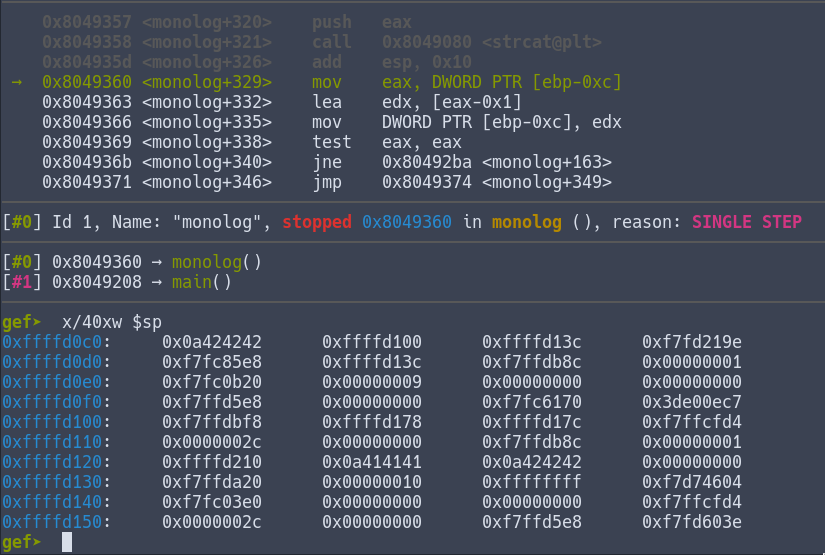 0x8049357 <monolog+320> push eax
0x8049358 <monolog+321> call 0x8049080 <strcat@plt>
0x804935d <monolog+326> add esp, 0x10
→ 0x8049360 <monolog+329> mov eax, DWORD PTR [ebp-0xc]
0x8049363 <monolog+332> lea edx, [eax-0x1]
0x8049366 <monolog+335> mov DWORD PTR [ebp-0xc], edx
0x8049369 <monolog+338> test eax, eax
0x804936b <monolog+340> jne 0x80492ba <monolog+163>
0x8049371 <monolog+346> jmp 0x8049374 <monolog+349>
[#0] Id 1, Name: "monolog", stopped 0x8049360 in monolog (), reason: SINGLE STEP
[#0] 0x8049360 → monolog()
[#1] 0x8049208 → main()
gef➤ x/40xw $sp
0xffffd0c0: 0x0a424242 0xffffd100 0xffffd13c 0xf7fd219e
0xffffd0d0: 0xf7fc85e8 0xffffd13c 0xf7ffdb8c 0x00000001
0xffffd0e0: 0xf7fc0b20 0x00000009 0x00000000 0x00000000
0xffffd0f0: 0x00000000 0xf7ffd5e8 0xf7fc6170 0x3de00ec7
0xffffd100: 0xf7ffdbf8 0xffffd178 0xffffd17c 0xf7ffcfd4
0xffffd110: 0x0000002c 0x00000000 0xf7ffdb8c 0x00000001
0xffffd120: 0xffffd210 0x0a414141 0x0a424242 0x00000000
0xffffd130: 0xf7ffda20 0x00000010 0xffffffff 0xf7d74604
0xffffd140: 0xf7fc03e0 0x00000000 0x00000000 0xf7ffcfd4
0xffffd150: 0x0000002c 0x00000000 0xf7ffd5e8 0xf7fd603e
gef➤